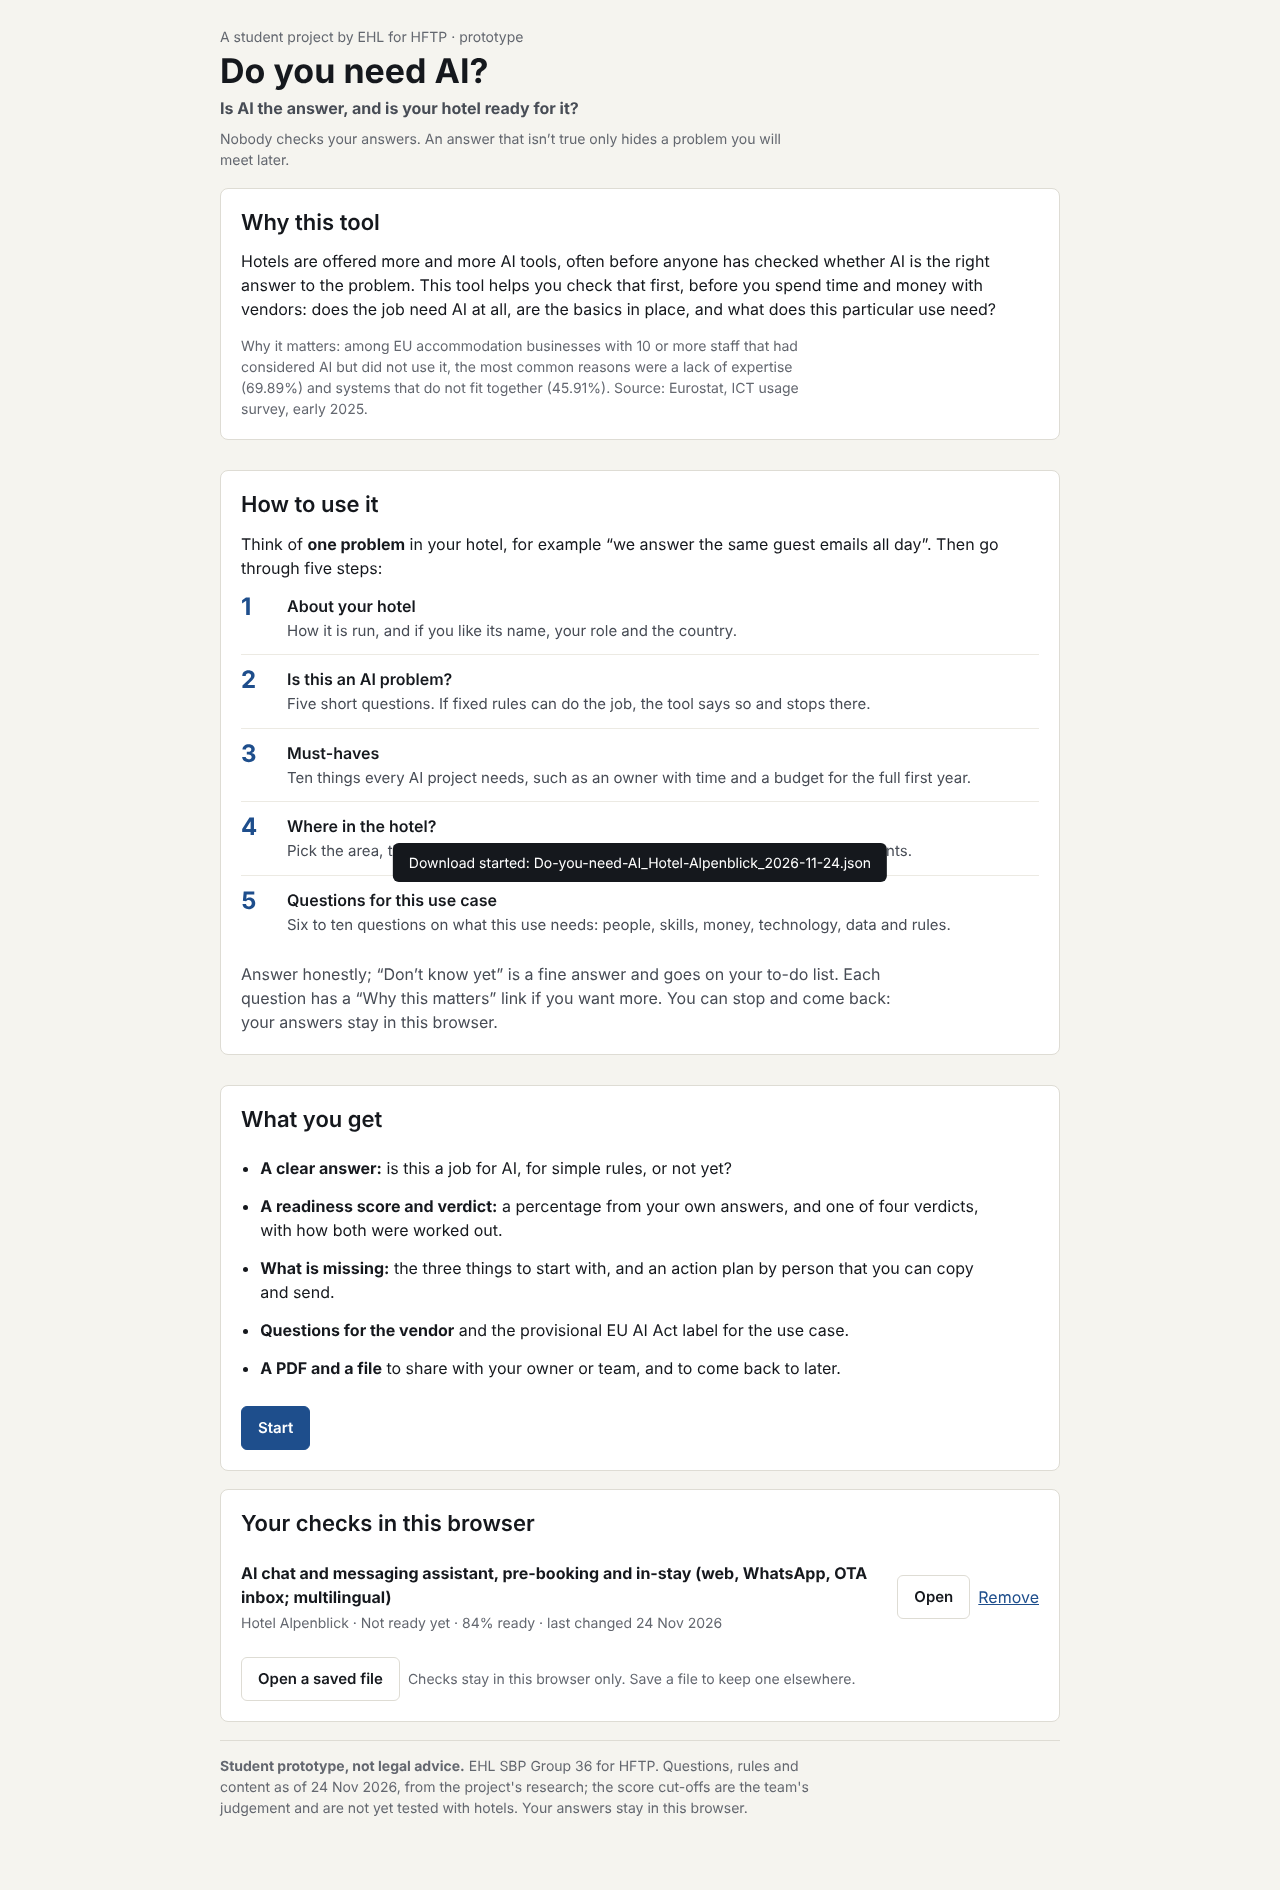 A student project by EHL for HFTP · prototype
Do you need AI?
Is AI the answer, and is your hotel ready for it?
Nobody checks your answers. An answer that isn’t true only hides a problem you will
meet later.
Why this tool
Hotels are offered more and more AI tools, often before anyone has checked whether AI is the right
answer to the problem. This tool helps you check that first, before you spend time and money with
vendors: does the job need AI at all, are the basics in place, and what does this particular use need?
Why it matters: among EU accommodation businesses with 10 or more staff that had
considered AI but did not use it, the most common reasons were a lack of expertise
(69.89%) and systems that do not fit together (45.91%). Source: Eurostat, ICT usage
survey, early 2025.
How to use it
Think of one problem in your hotel, for example “we answer the same guest emails all day”. Then go
through five steps:
1 About your hotel
How it is run, and if you like its name, your role and the country.
2 Is this an AI problem?
Five short questions. If fixed rules can do the job, the tool says so and stops there.
3 Must-haves
Ten things every AI project needs, such as an owner with time and a budget for the full first year.
4 Where in the hotel?
Pick the area,
Download started: Do-you-need-AI_Hotel-Alpenblick_2026-11-24.json
5 Questions for this use case
Six to ten questions on what this use needs: people, skills, money, technology, data and rules.
Answer honestly; “Don’t know yet” is a fine answer and goes on your to-do list. Each
question has a “Why this matters” link if you want more. You can stop and come back:
your answers stay in this browser.
What you get
• A clear answer: is this a job for AI, for simple rules, or not yet?
• A readiness score and verdict: a percentage from your own answers, and one of four verdicts,
with how both were worked out.
• What is missing: the three things to start with, and an action plan by person that you can copy
and send.
• Questions for the vendor and the provisional EU AI Act label for the use case.
• A PDF and a file to share with your owner or team, and to come back to later.
Start
Your checks in this browser
AI chat and messaging assistant, pre-booking and in-stay (web, WhatsApp, OTA
inbox; multilingual)
Hotel Alpenblick · Not ready yet · 84% ready · last changed 24 Nov 2026
Open Remove
Open a saved file Checks stay in this browser only. Save a file to keep one elsewhere.
Student prototype, not legal advice. EHL SBP Group 36 for HFTP. Questions, rules and
content as of 24 Nov 2026, from the project's research; the score cut-offs are the team's
judgement and are not yet tested with hotels. Your answers stay in this browser.